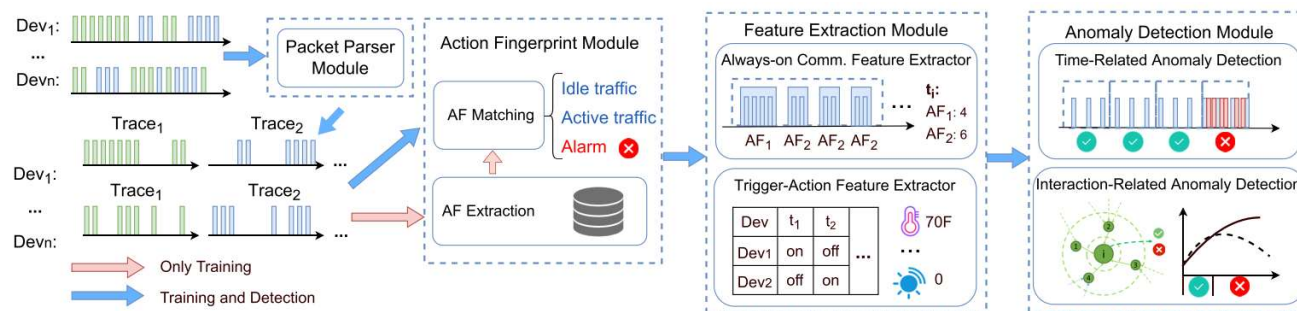 Dev1:
...
Devn:
Packet Parser
Module
Trace1
Trace2
...
Dev1:
Trace1
Trace2
...
Devn:
...
Only Training
Training and Detection
Action Fingerprint Module
AF Matching
Idle traffic
Active traffic
Alarm
AF Extraction
Feature Extraction Module
Always-on Comm. Feature Extractor
...
ti:
AF1: 4
AF2: 6
AF1 AF2 AF2 AF2
Trigger-Action Feature Extractor
Dev t1 t2
Dev1 on off
...
Dev2 off on
70F
...
0
Anomaly Detection Module
Time-Related Anomaly Detection
Interaction-Related Anomaly Detection
2
1
i
3
4